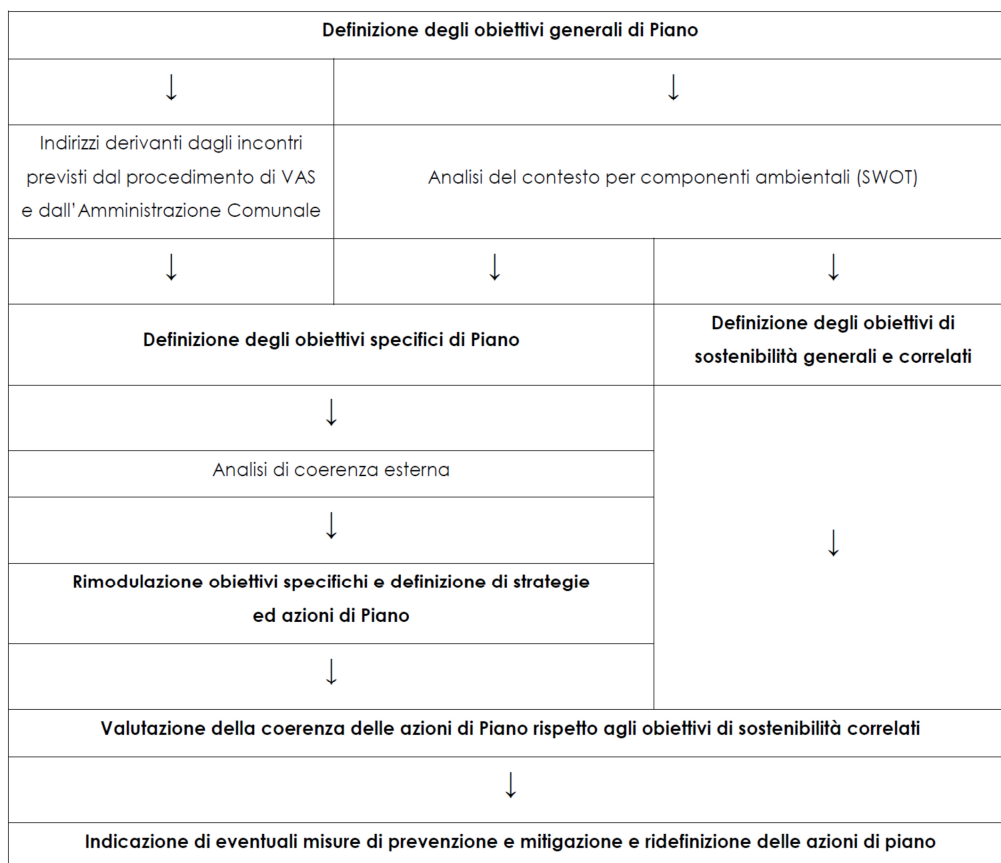 Definizione degli obiettivi generali di Piano
↓ ↓
Indirizzi derivanti dagli incontri
previsti dal procedimento di VAS
e dall'Amministrazione Comunale
Analisi del contesto per componenti ambientali (SWOT)
↓ ↓ ↓
Definizione degli obiettivi specifici di Piano
Definizione degli obiettivi di
sostenibilità generali e correlati
↓
Analisi di coerenza esterna
↓
↓
Rimodulazione obiettivi specifichi e definizione di strategie
ed azioni di Piano
↓
Valutazione della coerenza delle azioni di Piano rispetto agli obiettivi di sostenibilità correlati
↓
Indicazione di eventuali misure di prevenzione e mitigazione e ridefinizione delle azioni di piano